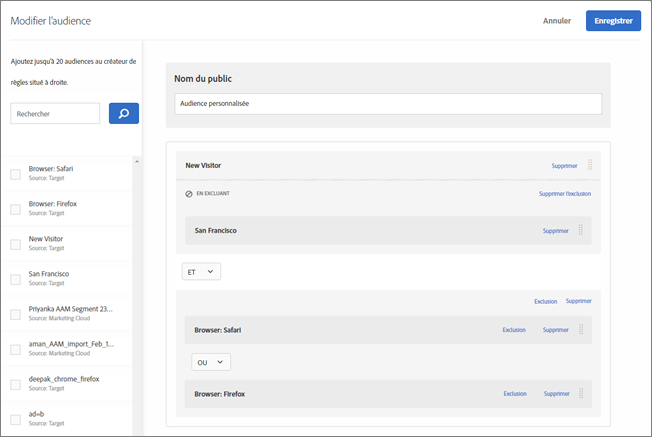 Modifier l'audience
Annuler
Enregistrer
Ajoutez jusqu'à 20 audiences au créateur de
règles situé à droite.
Rechercher
Browser: Safari
Source: Target
Browser: Firefox
Source: Target
New Visitor
Source: Target
San Francisco
Source: Target
Priyanka AAM Segment 23...
Source: Marketing Cloud
aman_AAM_import_Feb_1...
Source: Marketing Cloud
deepak_chrome_firefox
Source: Target
ad=b
Source: Target
Nom du public
Audience personnalisée
New Visitor
Supprimer
EN EXCLUANT
Supprimer l'exclusion
San Francisco
Supprimer
ET
Exclusion
Supprimer
Browser: Safari
Exclusion
Supprimer
OU
Browser: Firefox
Exclusion
Supprimer